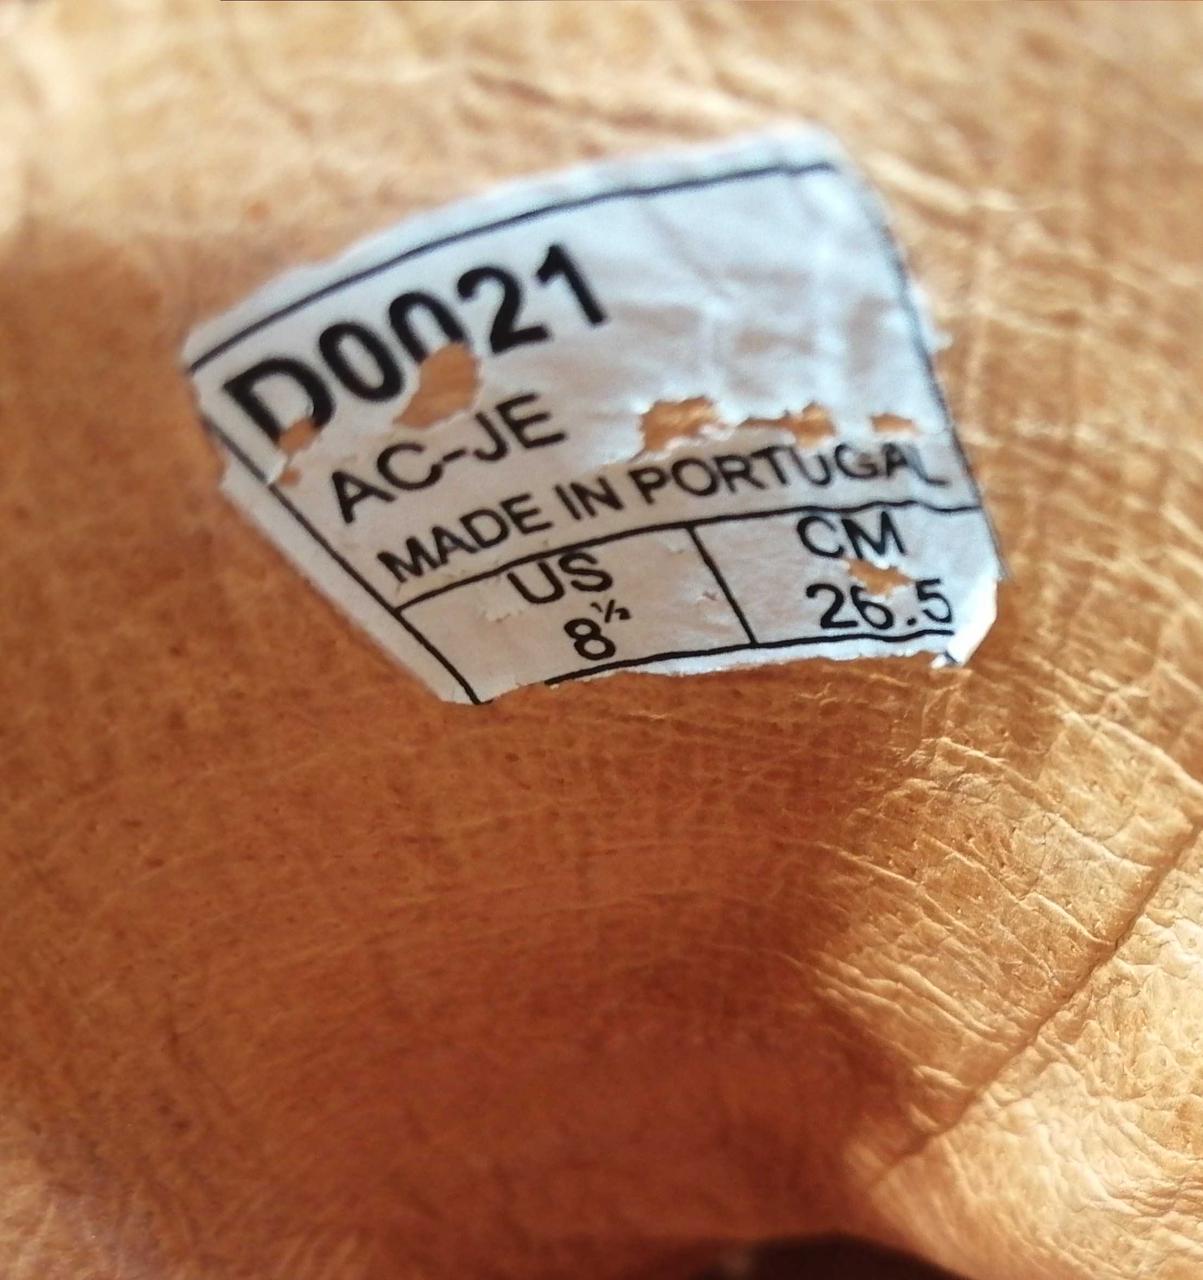 D0021
AC-JE
MADE IN PORTUGAL
US CM
8½ 26.5